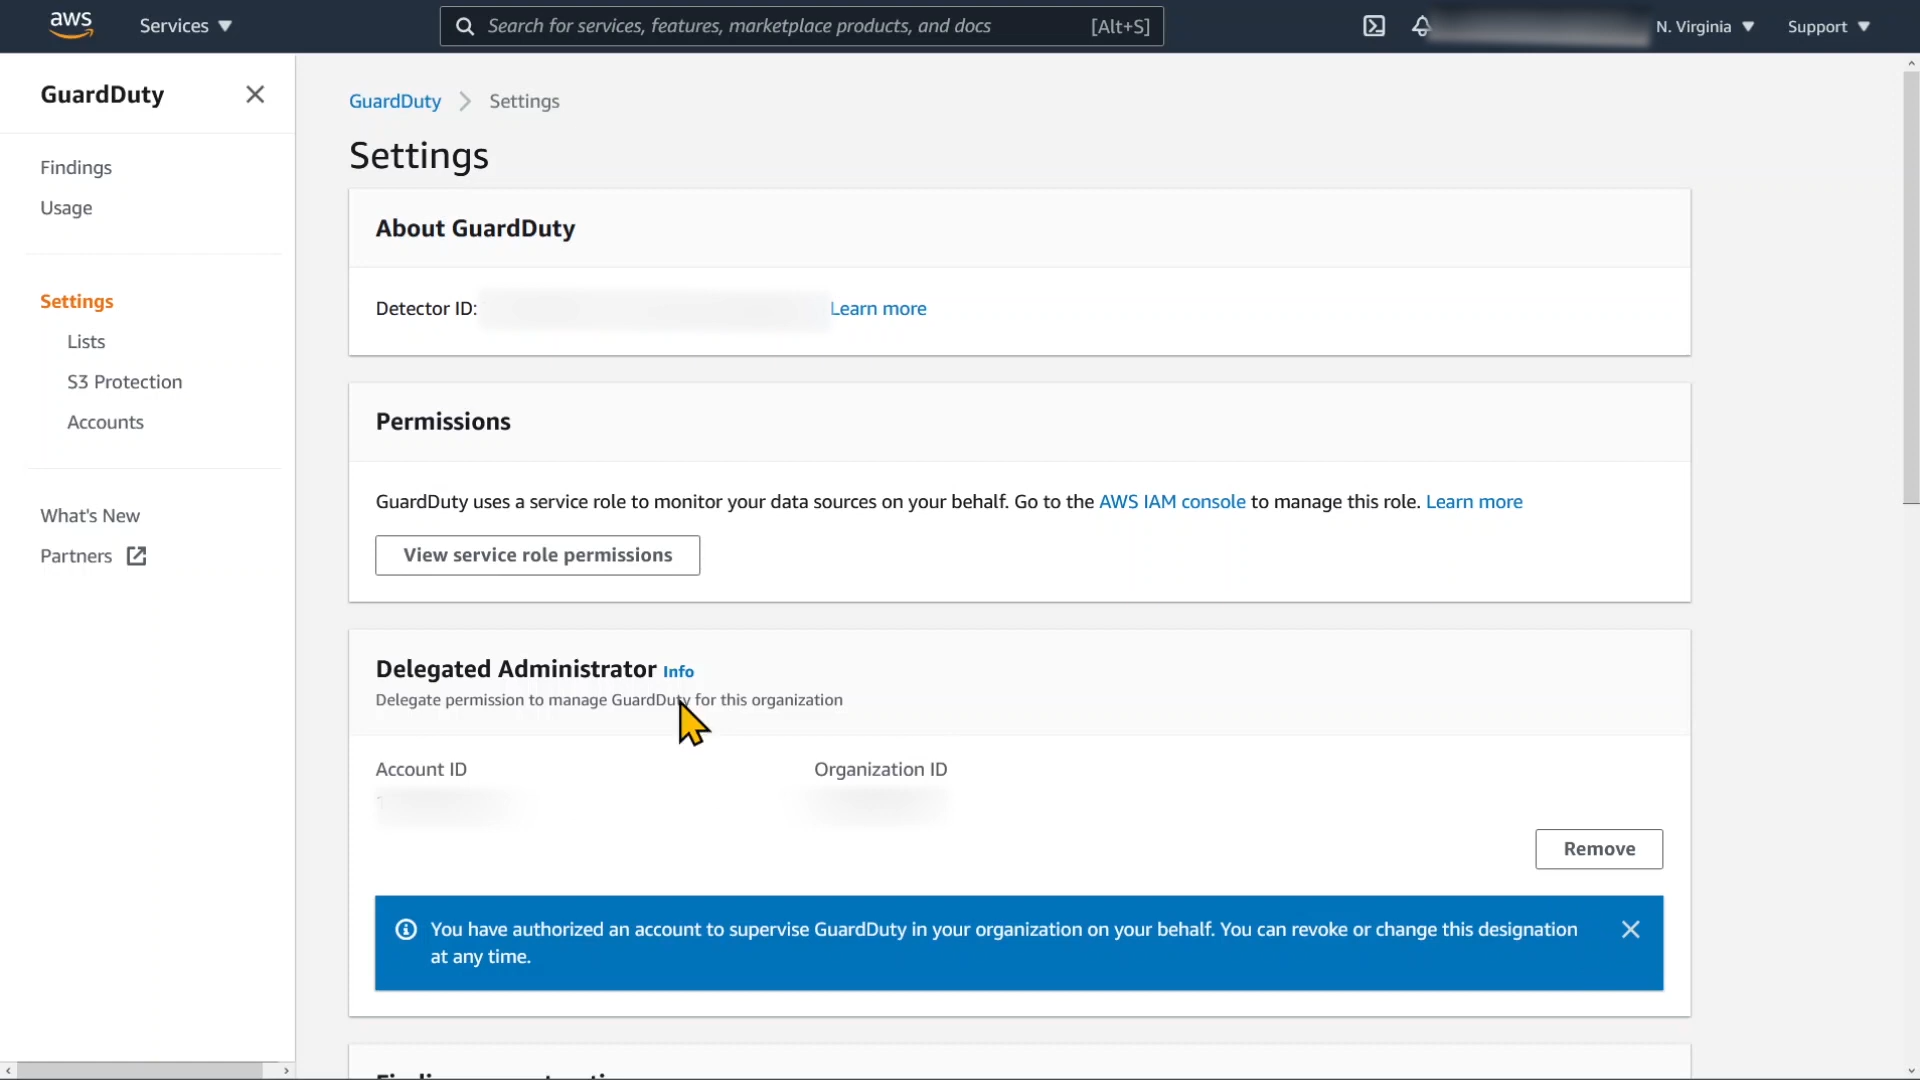 aws
Services
Search for services, features, marketplace products, and docs
[Alt+S]
N. Virginia
Support
GuardDuty
Findings
Usage
Settings
Lists
S3 Protection
Accounts
What's New
Partners
GuardDuty
Settings
Settings
About GuardDuty
Detector ID:
Learn more
Permissions
GuardDuty uses a service role to monitor your data sources on your behalf. Go to the AWS IAM console to manage this role. Learn more
View service role permissions
Delegated Administrator Info
Delegate permission to manage GuardDuty for this organization
Account ID
Organization ID
Remove
You have authorized an account to supervise GuardDuty in your organization on your behalf. You can revoke or change this designation
at any time.